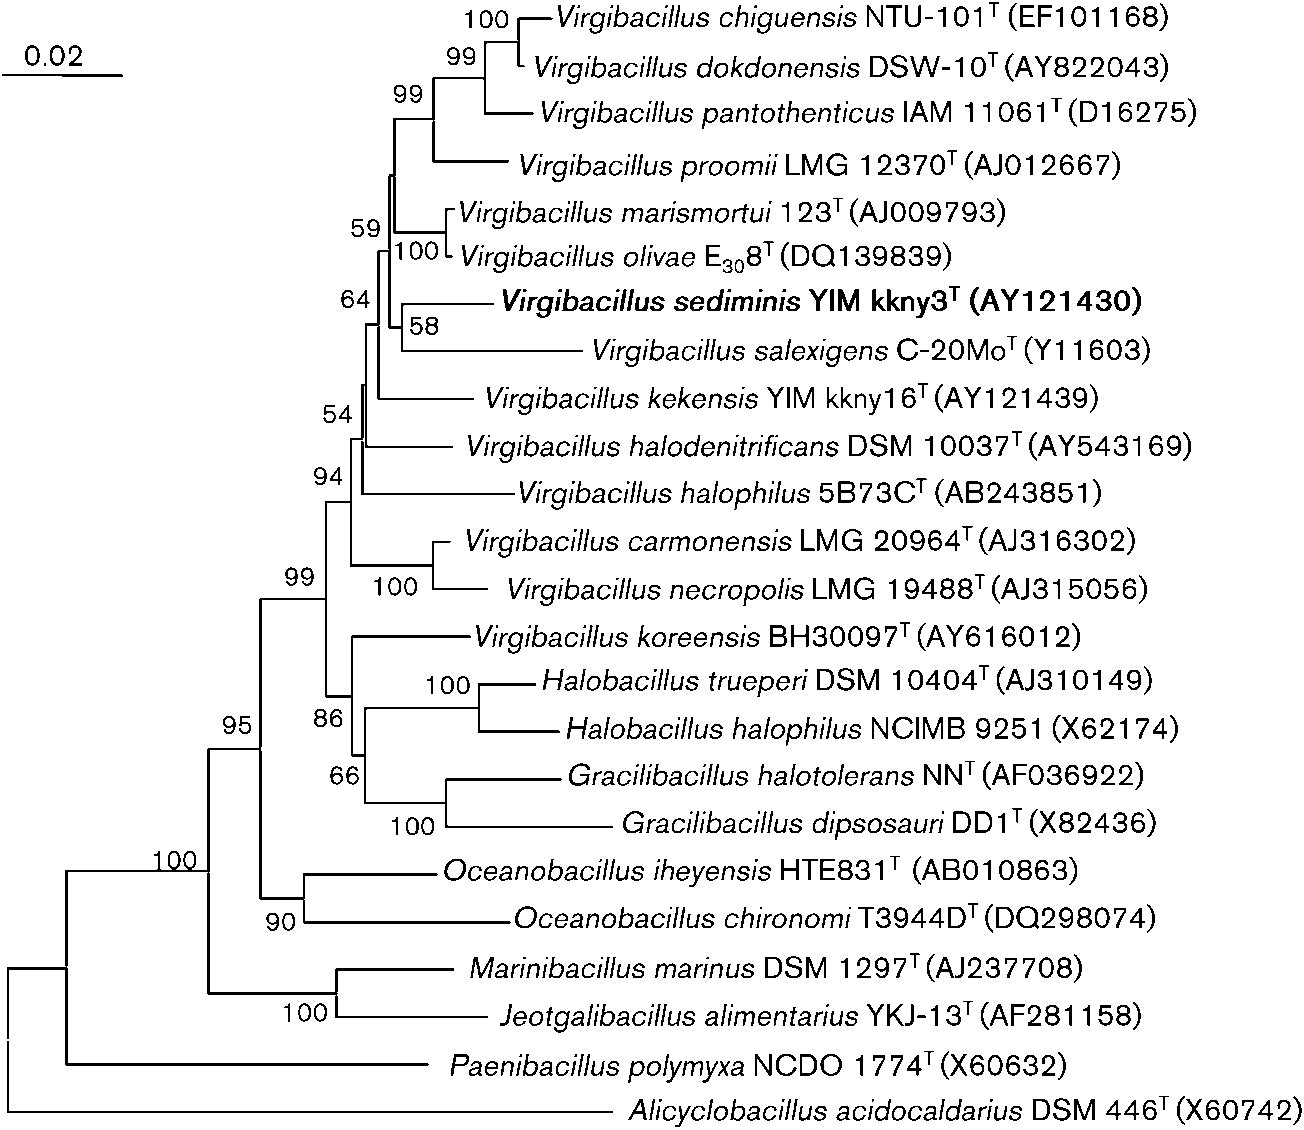 100 Virgibacillus chiguensis NTU-101ᵀ (EF101168)
0.02
99
Virgibacillus dokdonensis DSW-10ᵀ (AY822043)
99
Virgibacillus pantothenticus IAM 11061ᵀ (D16275)
Virgibacillus proomii LMG 12370ᵀ (AJ012667)
Virgibacillus marismortui 123ᵀ (AJ009793)
59
100 Virgibacillus olivae E₃₀8ᵀ (DQ139839)
64 Virgibacillus sediminis YIM kkny3ᵀ (AY121430)
58
Virgibacillus salexigens C-20Moᵀ (Y11603)
Virgibacillus kekensis YIM kkny16ᵀ (AY121439)
54
Virgibacillus halodenitrificans DSM 10037ᵀ (AY543169)
94
Virgibacillus halophilus 5B73Cᵀ (AB243851)
Virgibacillus carmonensis LMG 20964ᵀ (AJ316302)
99
100 Virgibacillus necropolis LMG 19488ᵀ (AJ315056)
Virgibacillus koreensis BH30097ᵀ (AY616012)
100 Halobacillus trueperi DSM 10404ᵀ (AJ310149)
86
95 Halobacillus halophilus NCIMB 9251 (X62174)
66 Gracilibacillus halotolerans NNᵀ (AF036922)
100 Gracilibacillus dipsosauri DD1ᵀ (X82436)
100 Oceanobacillus iheyensis HTE831ᵀ (AB010863)
90 Oceanobacillus chironomi T3944Dᵀ (DQ298074)
Marinibacillus marinus DSM 1297ᵀ (AJ237708)
100 Jeotgalibacillus alimentarius YKJ-13ᵀ (AF281158)
Paenibacillus polymyxa NCDO 1774ᵀ (X60632)
Alicyclobacillus acidocaldarius DSM 446ᵀ (X60742)